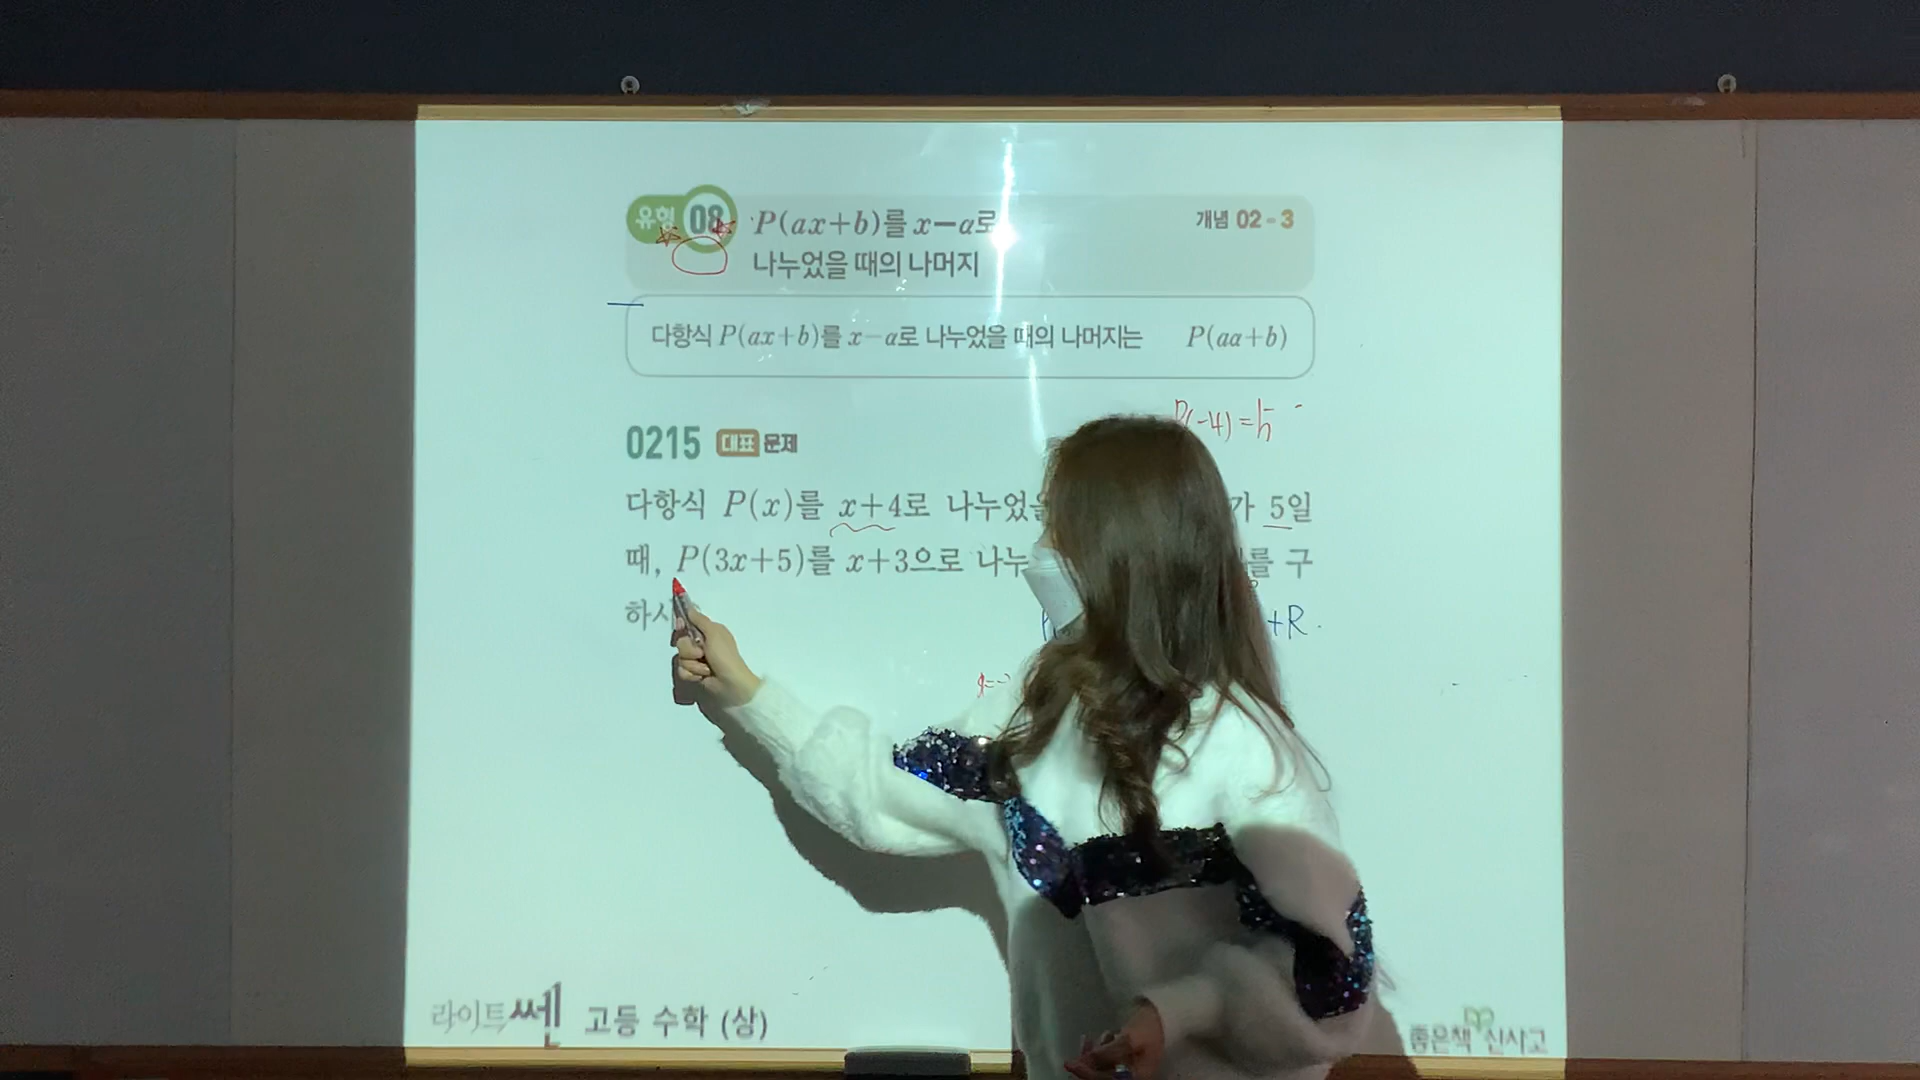 유형 08 P(ax+b)를 x-α로 개념 02-3
나누었을 때의 나머지
다항식 P(ax+b)를 x-α로 나누었을 때의 나머지는 P(aα+b)
P(-4)=5
0215 대표 문제
다항식 P(x)를 x+4로 나누었을 가 5일
때, P(3x+5)를 x+3으로 나누 를 구
하시
+R
라이트쎈 고등 수학 (상)
좋은책 신사고